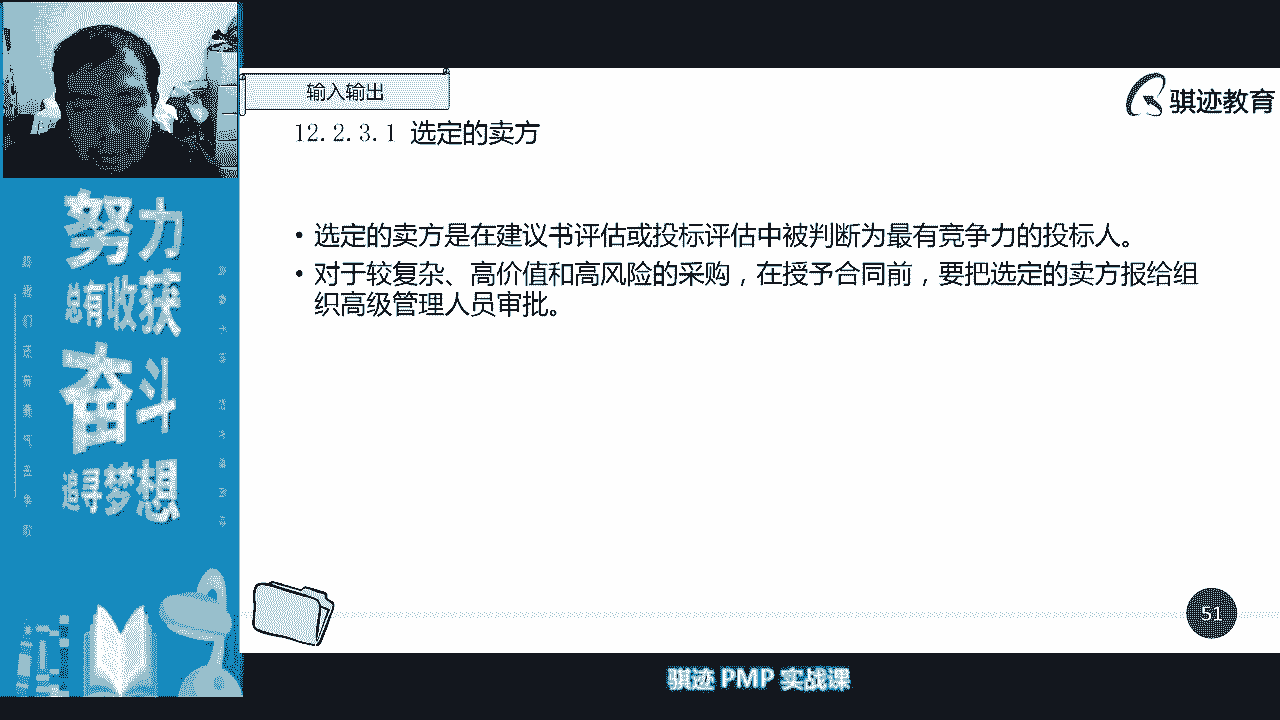 输入输出
骐迹教育
12.2.3.1 选定的卖方
• 选定的卖方是在建议书评估或投标评估中被判断为最有竞争力的投标人。
• 对于较复杂、高价值和高风险的采购，在授予合同前，要把选定的卖方报给组
织高级管理人员审批。
努力
总有收获
奋斗
追寻梦想
51
骐迹 PMP 实战课